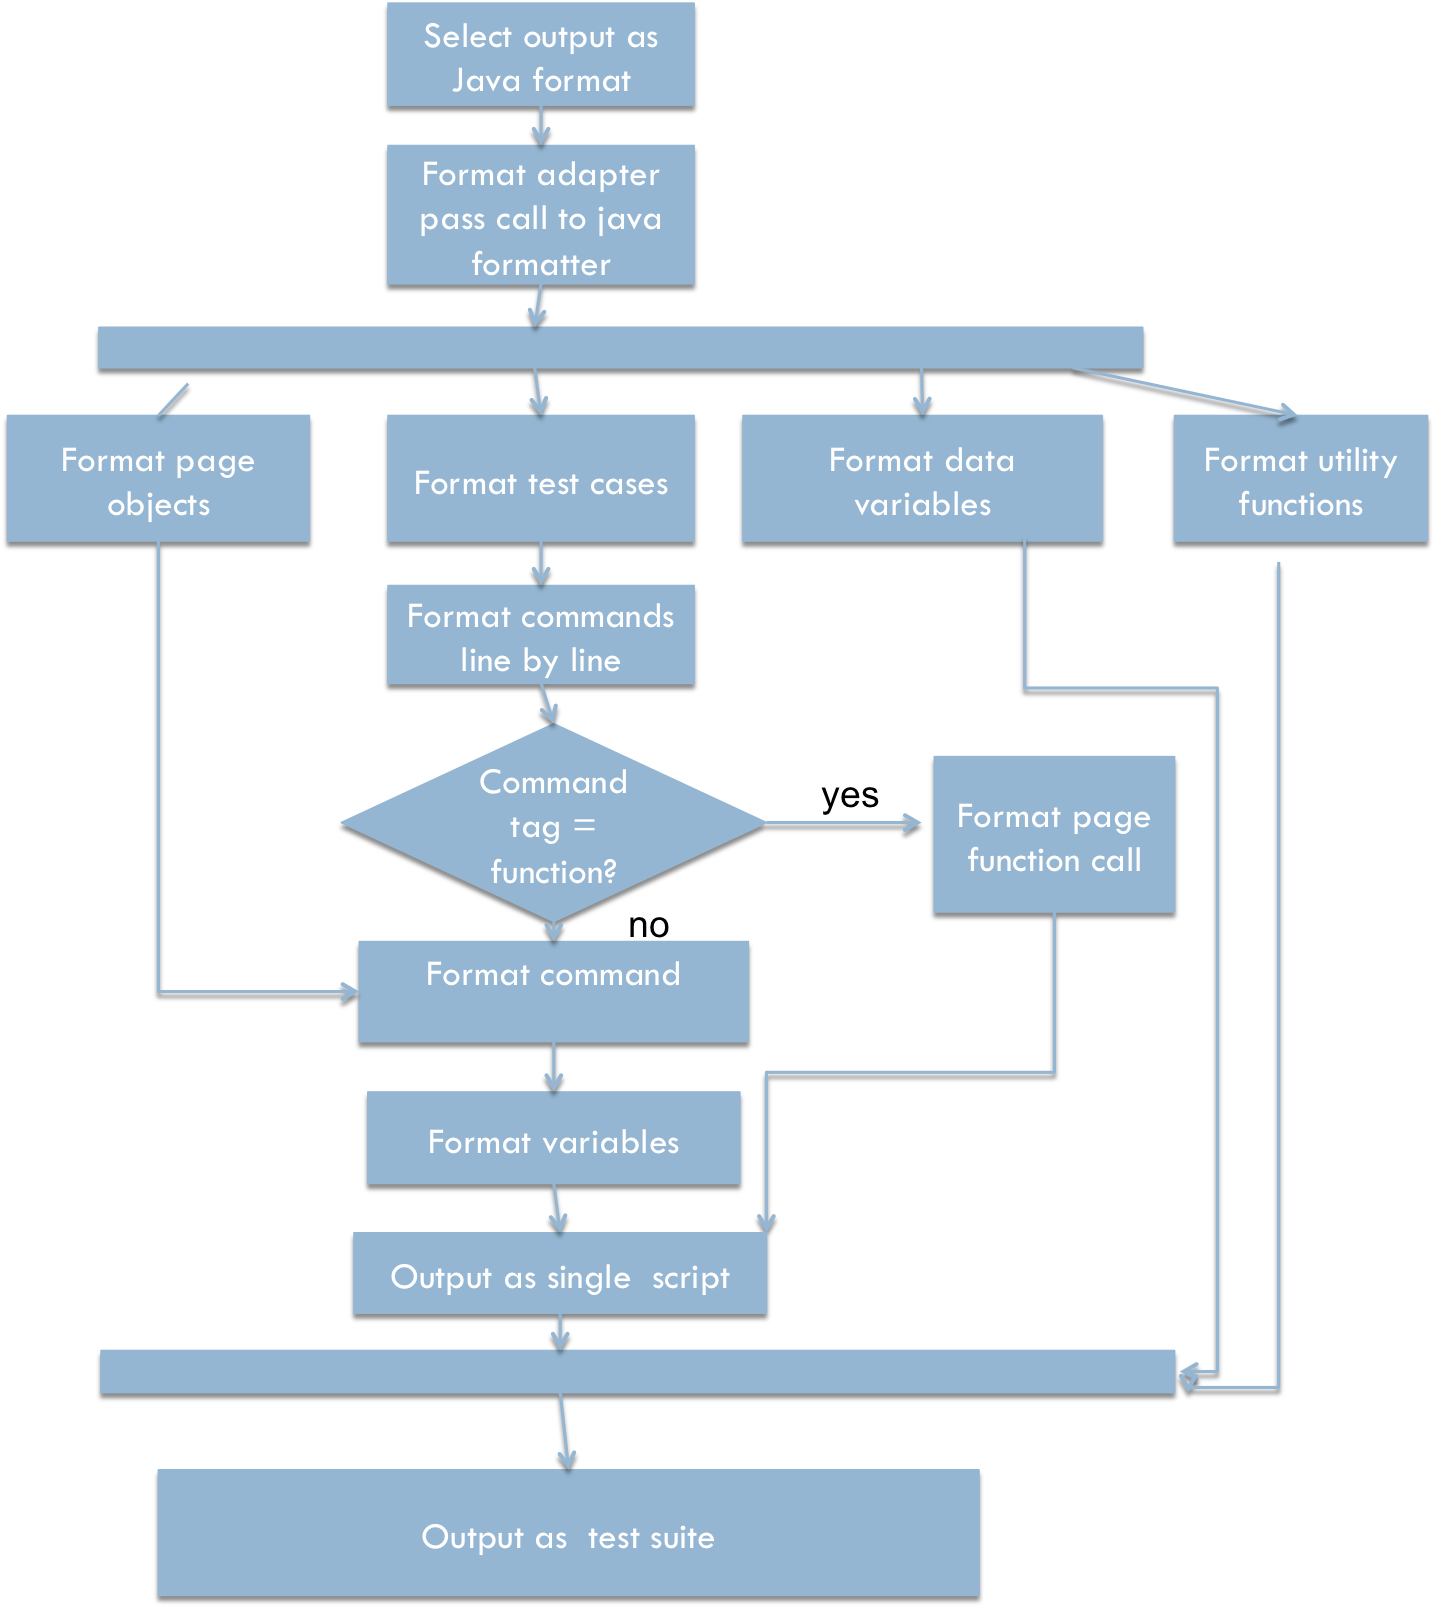 Select output as
Java format
Format adapter
pass call to java
formatter
Format page
objects
Format test cases
Format data
variables
Format utility
functions
Format commands
line by line
Command
tag =
function?
yes
Format page
function call
no
Format command
Format variables
Output as single  script
Output as  test suite